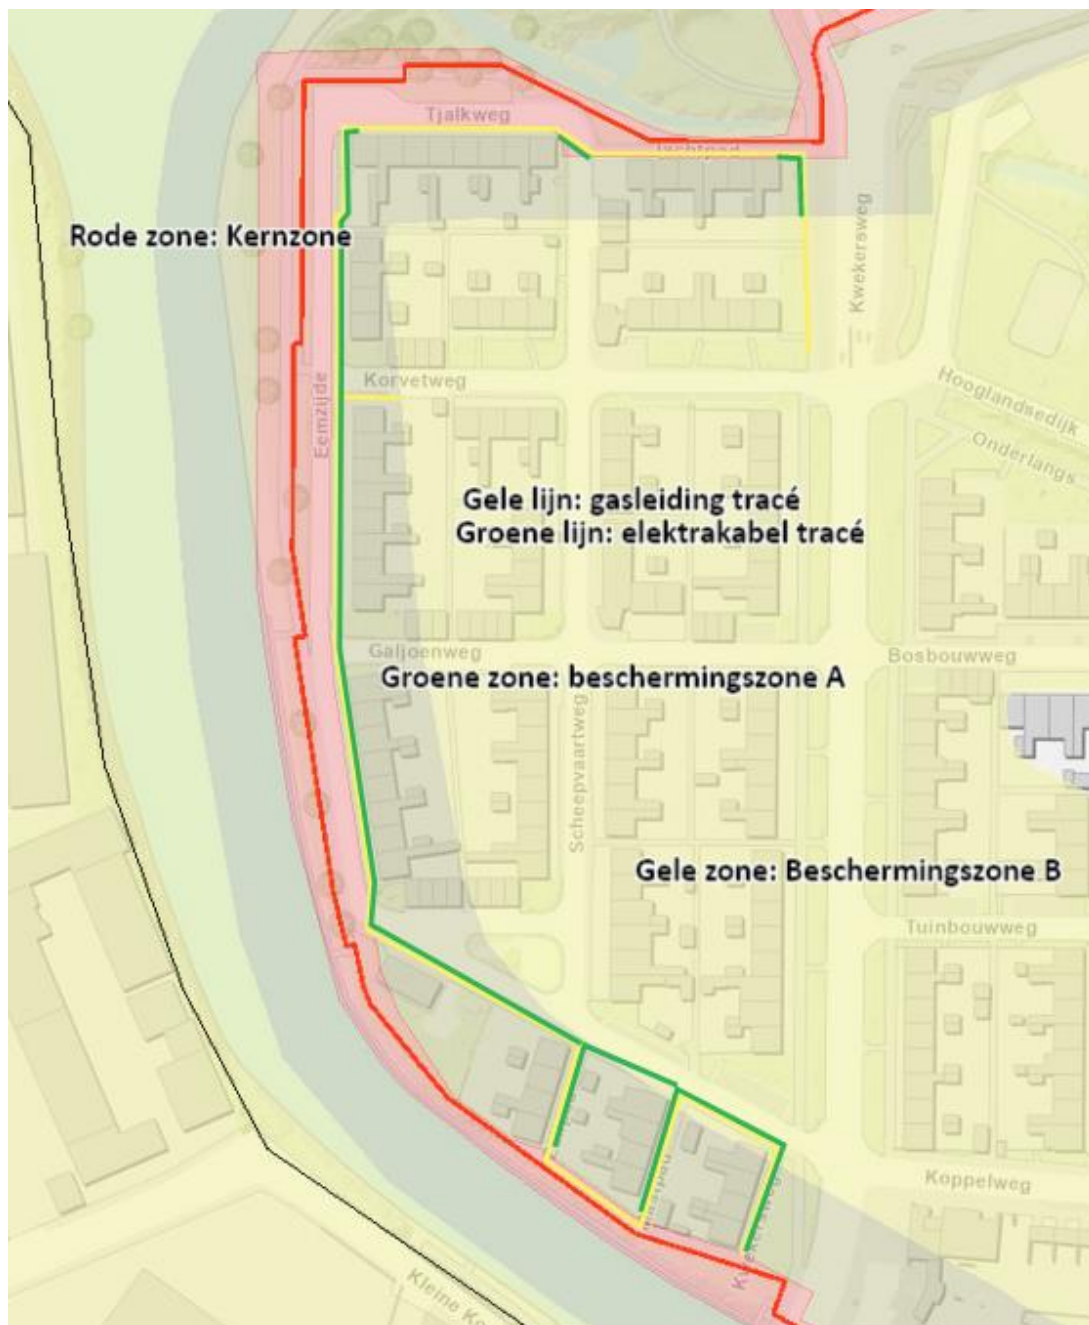 Tjalkweg
Kwekersweg
Rode zone: Kernzone
Eemzijde
Korvetweg
Hooglandsedijk
Onderlangs
Gele lijn: gasleiding tracé
Groene lijn: elektrakabel tracé
Galjoenweg
Bosbouwweg
Groene zone: beschermingszone A
Scheepvaartweg
Gele zone: Beschermingszone B
Tuinbouwweg
Koppelweg
Kwekersweg
Kleine